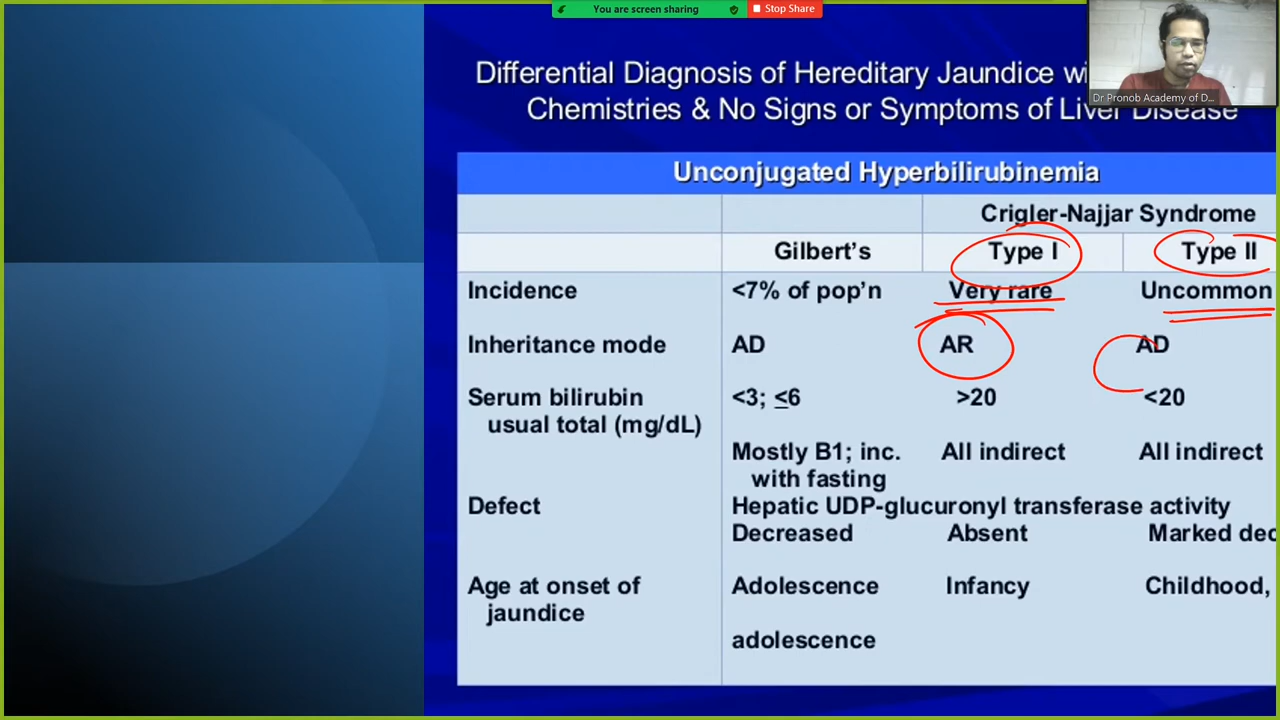 You are screen sharing
Stop Share
Dr Pronob Academy of D...
Differential Diagnosis of Hereditary Jaundice
Chemistries & No Signs or Symptoms of Liver Disease
Unconjugated Hyperbilirubinemia
Crigler-Najjar Syndrome
Gilbert's Type I Type II
Incidence <7% of pop'n Very rare Uncommon
Inheritance mode AD AR AD
Serum bilirubin <3; ≤6 >20 <20
usual total (mg/dL)
Mostly B1; inc. All indirect All indirect
with fasting
Defect Hepatic UDP-glucuronyl transferase activity
Decreased Absent Marked
Age at onset of Adolescence Infancy Childhood,
jaundice
adolescence